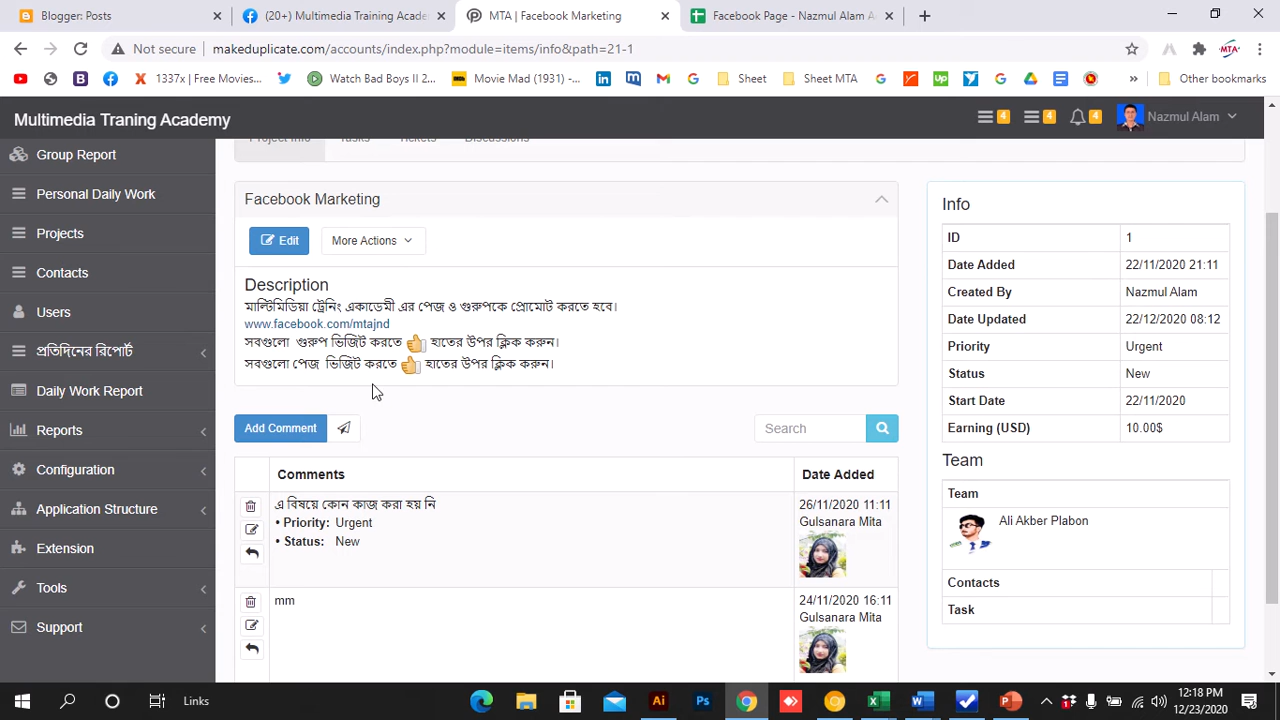 Blogger: Posts
(20+) Multimedia Training Acade
MTA | Facebook Marketing
Facebook Page - Nazmul Alam A
Not secure
makeduplicate.com/accounts/index.php?module=items/info&path=21-1
1337x | Free Movies...
Watch Bad Boys II 2...
Movie Mad (1931) -...
Sheet
Sheet MTA
Other bookmarks
Multimedia Traning Academy
4
4
4
Nazmul Alam
Group Report
Personal Daily Work
Projects
Contacts
Users
প্রতিদিনের রিপোর্ট
Daily Work Report
Reports
Configuration
Application Structure
Extension
Tools
Support
Project Info
Tasks
Tickets
Discussions
Facebook Marketing
Edit
More Actions
Description
মাল্টিমিডিয়া ট্রেনিং একাডেমী এর পেজ ও গুরুপকে প্রোমোট করতে হবে।
www.facebook.com/mtajnd
সবগুলো গুরুপ ভিজিট করতে 👍 হাতের উপর ক্লিক করুন।
সবগুলো পেজ ভিজিট করতে 👍 হাতের উপর ক্লিক করুন।
Add Comment
Search
Comments
Date Added
এ বিষয়ে কোন কাজ করা হয় নি
• Priority: Urgent
• Status: New
26/11/2020 11:11
Gulsanara Mita
mm
24/11/2020 16:11
Gulsanara Mita
Info
ID 1
Date Added 22/11/2020 21:11
Created By Nazmul Alam
Date Updated 22/12/2020 08:12
Priority Urgent
Status New
Start Date 22/11/2020
Earning (USD) 10.00$
Team
Team
Ali Akber Plabon
Contacts
Task
Links
12:18 PM
12/23/2020